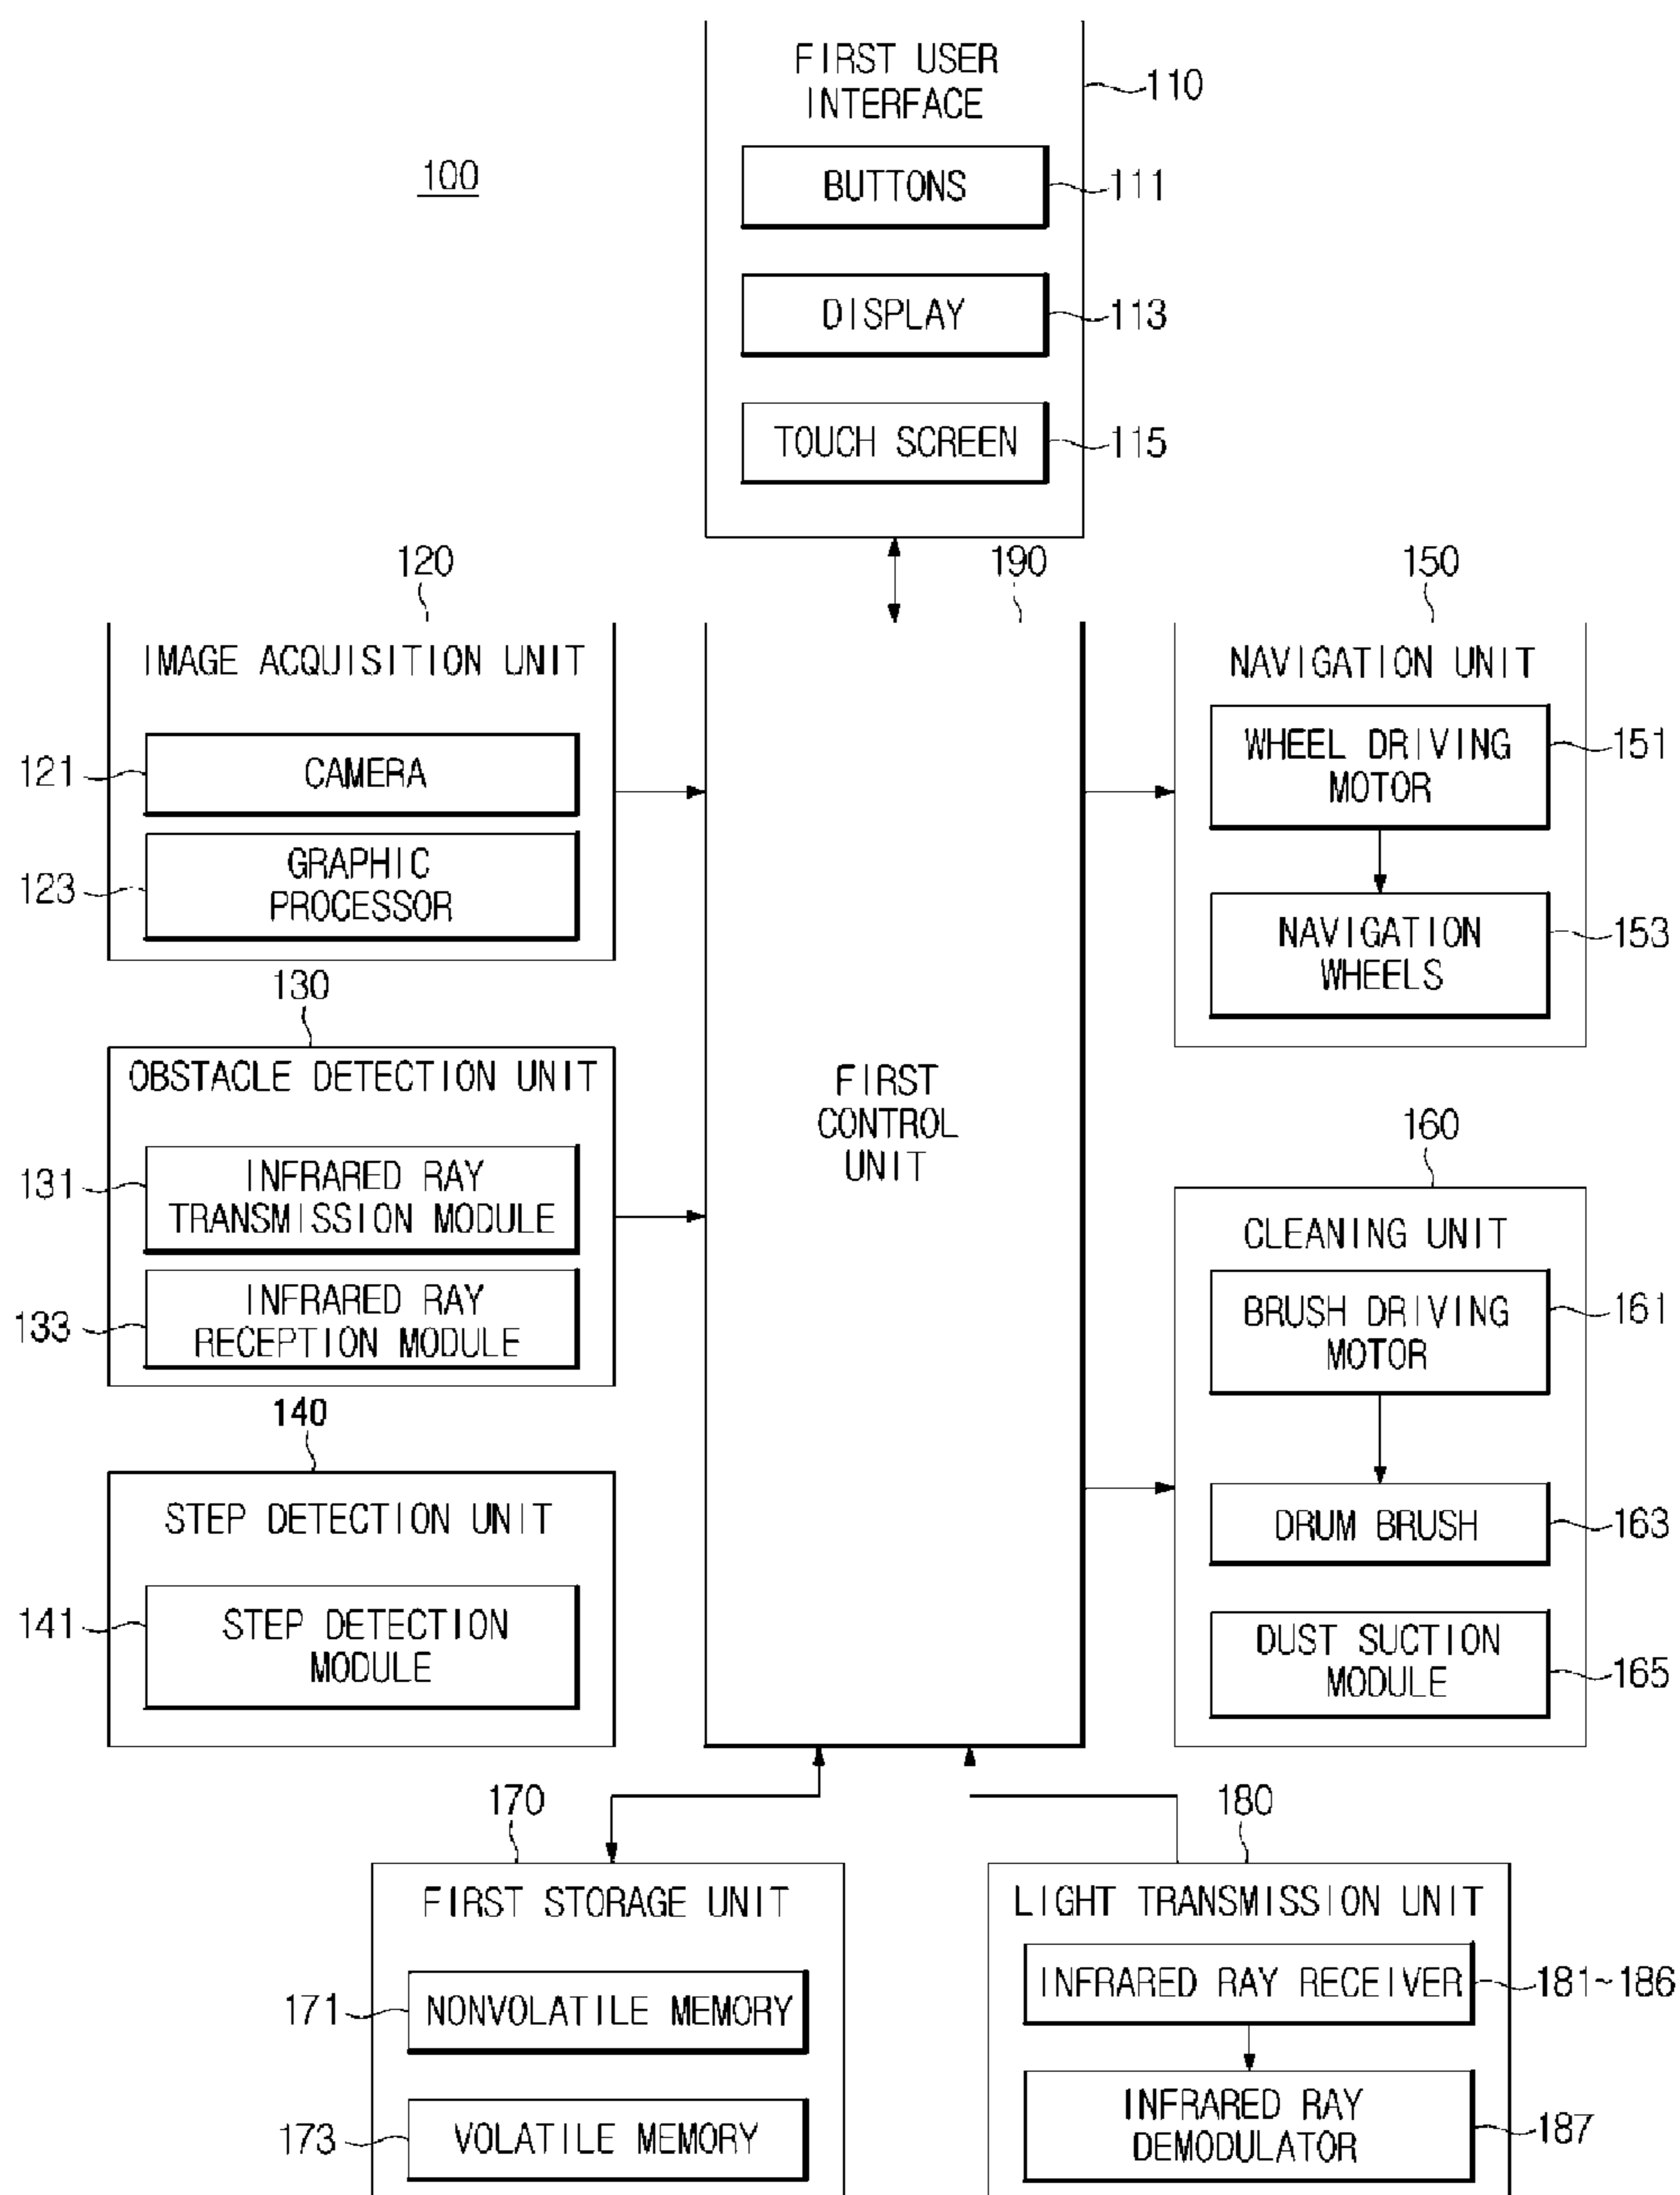 100
FIRST USER
INTERFACE
110
BUTTONS
111
DISPLAY
113
TOUCH SCREEN
115
120
IMAGE ACQUISITION UNIT
121
CAMERA
123
GRAPHIC
PROCESSOR
130
OBSTACLE DETECTION UNIT
131
INFRARED RAY
TRANSMISSION MODULE
133
INFRARED RAY
RECEPTION MODULE
140
STEP DETECTION UNIT
141
STEP DETECTION
MODULE
190
FIRST
CONTROL
UNIT
150
NAVIGATION UNIT
WHEEL DRIVING
MOTOR
151
NAVIGATION
WHEELS
153
160
CLEANING UNIT
BRUSH DRIVING
MOTOR
161
DRUM BRUSH
163
DUST SUCTION
MODULE
165
170
FIRST STORAGE UNIT
171
NONVOLATILE MEMORY
173
VOLATILE MEMORY
180
LIGHT TRANSMISSION UNIT
INFRARED RAY RECEIVER
181~186
INFRARED RAY
DEMODULATOR
187